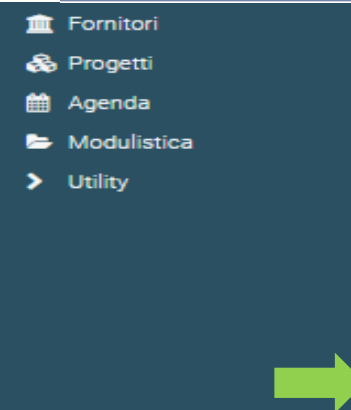 Fornitori
Progetti
Agenda
Modulistica
Utility